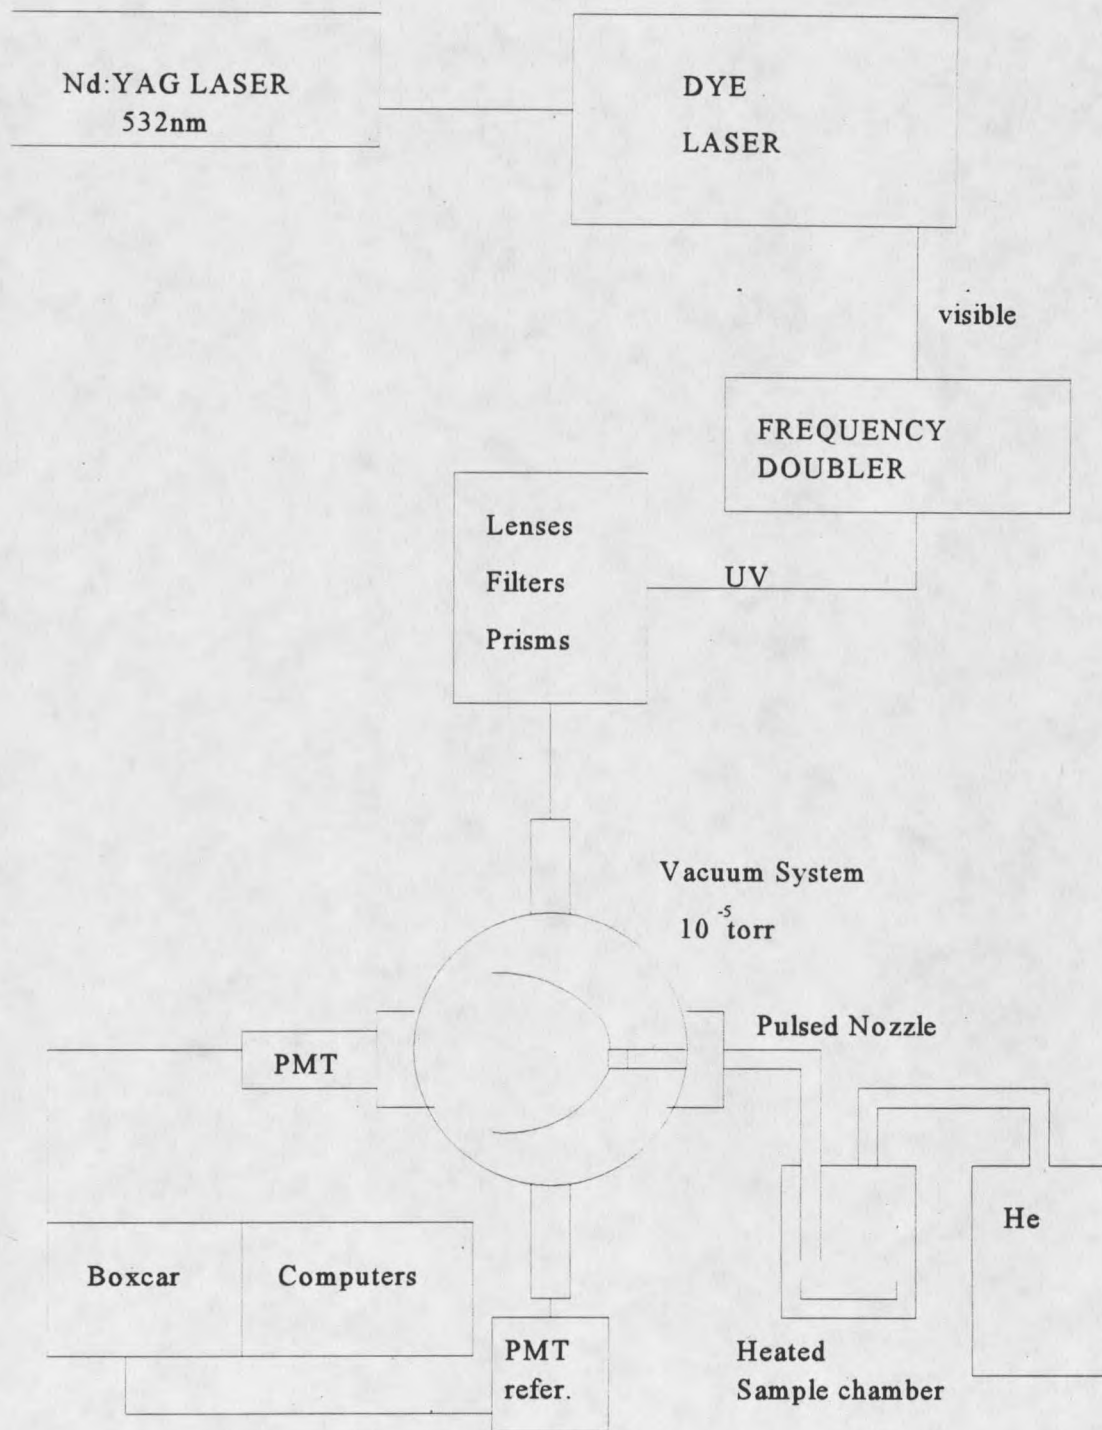 Nd:YAG LASER
532nm
DYE
LASER
visible
FREQUENCY
DOUBLER
Lenses
Filters
Prisms
UV
Vacuum System
10 -5 torr
Pulsed Nozzle
PMT
He
Boxcar
Computers
PMT
refer.
Heated
Sample chamber